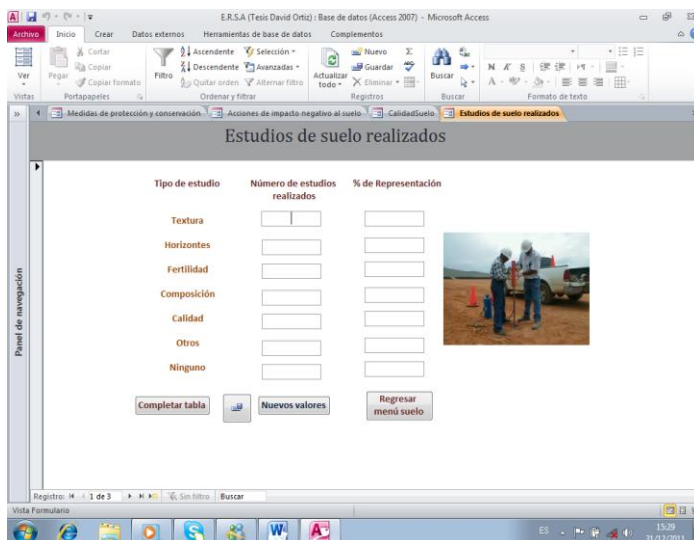 E.R.S.A (Tesis David Ortiz) : Base de datos (Access 2007) - Microsoft Access
Archivo Inicio Crear Datos externos Herramientas de base de datos Complementos
Ver
Pegar
Cortar
Copiar
Copiar formato
Filtro
Ascendente
Descendente
Quitar orden
Selección
Avanzadas
Alternar filtro
Actualizar todo
Nuevo
Guardar
Eliminar
Buscar
N K S
Vistas Portapapeles Ordenar y filtrar Registros Buscar Formato de texto
Medidas de protección y conservación Acciones de impacto negativo al suelo CalidadSuelo Estudios de suelo realizados
Estudios de suelo realizados
Panel de navegación
Tipo de estudio Número de estudios realizados % de Representación
Textura
Horizontes
Fertilidad
Composición
Calidad
Otros
Ninguno
Completar tabla Nuevos valores Regresar menú suelo
Registro: 1 de 3 Sin filtro Buscar
Vista Formulario
ES 15:29
21/12/2011